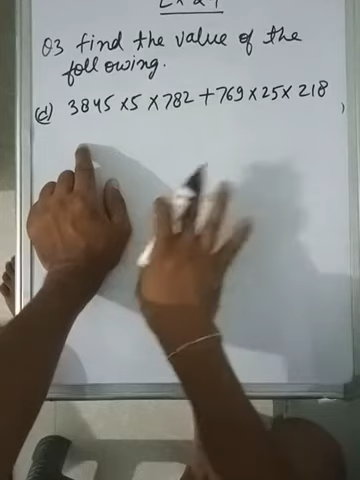 Q3 find the value of the
following.
(d) 3845 × 5 × 782 + 769 × 25 × 218